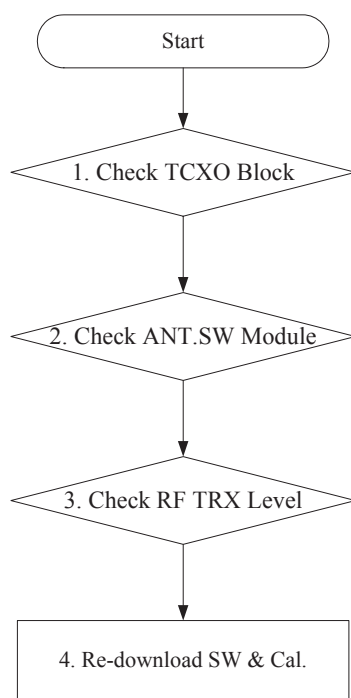 Start
1. Check TCXO Block
2. Check ANT.SW Module
3. Check RF TRX Level
4. Re-download SW & Cal.